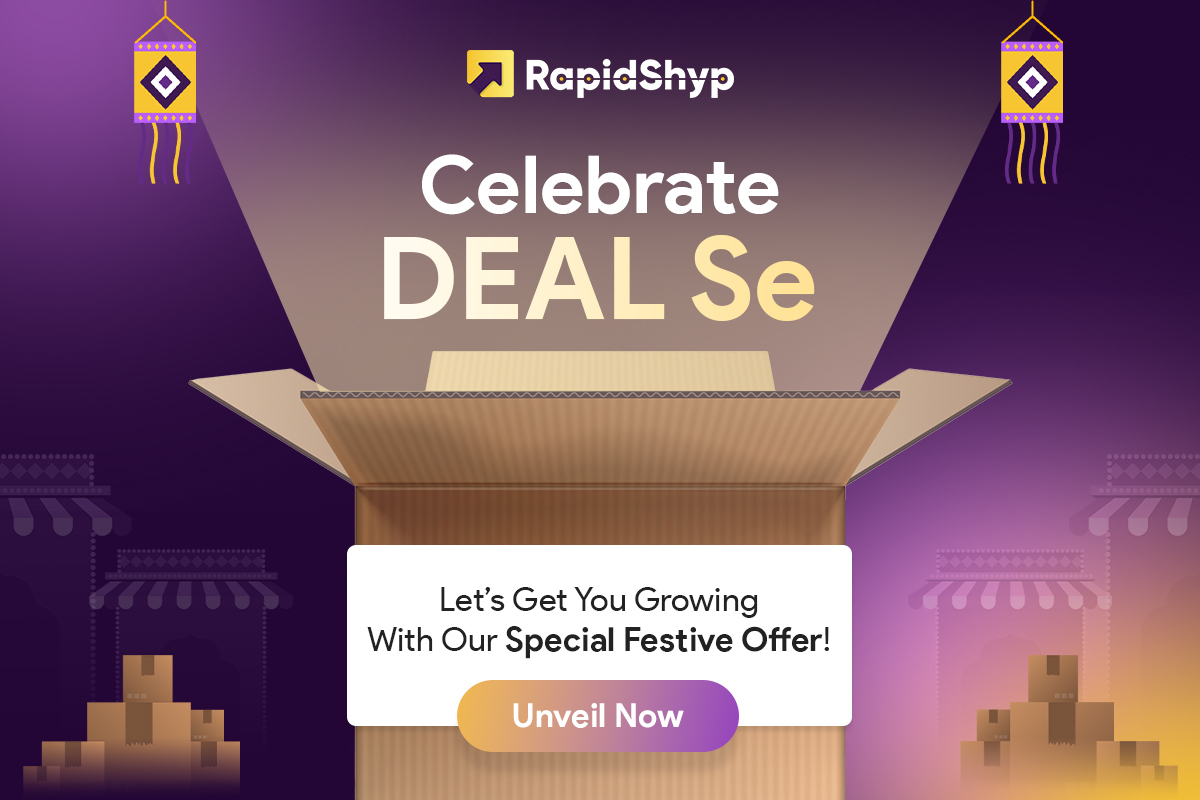 RapidShyp
Celebrate
DEAL Se
Let’s Get You Growing
With Our Special Festive Offer!
Unveil Now